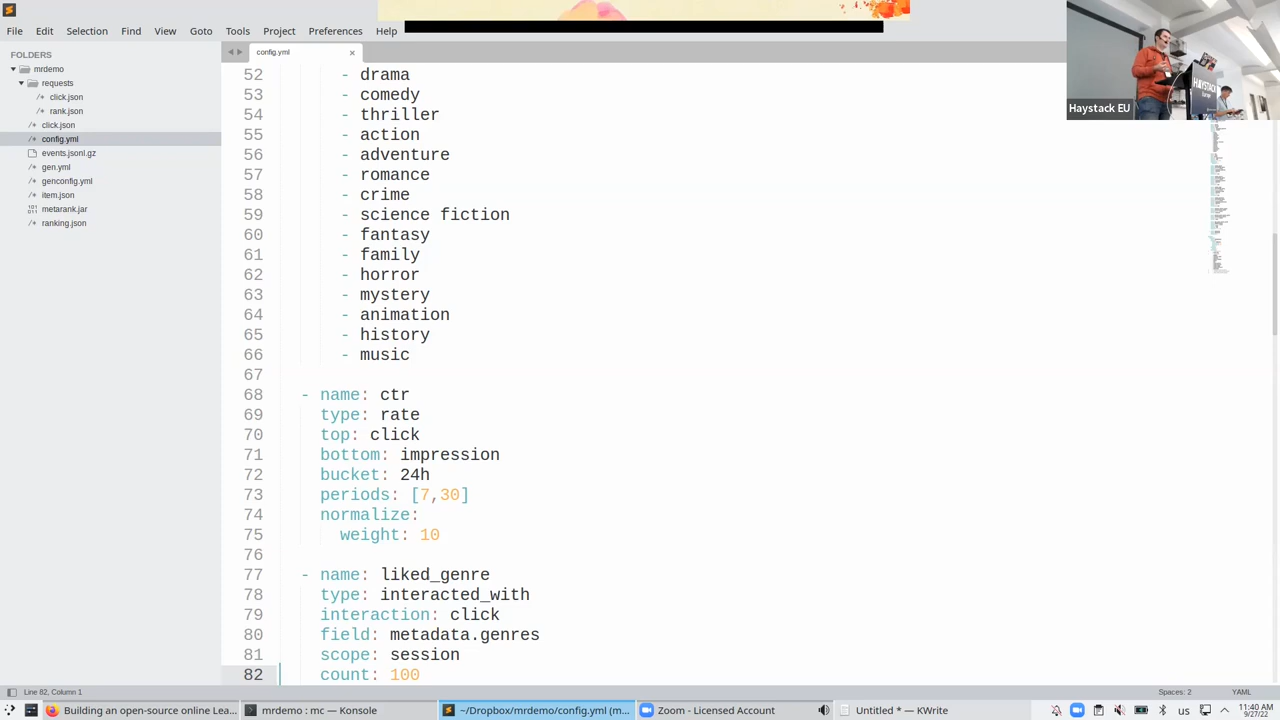 File Edit Selection Find View Goto Tools Project Preferences Help
FOLDERS
mrdemo
requests
click.json
rank.json
click.json
config.yml
events.jsonl.gz
gen.yml
genconfig.yml
item.json
metarank.jar
ranking.json
config.yml
52 - drama
53 - comedy
54 - thriller
55 - action
56 - adventure
57 - romance
58 - crime
59 - science fiction
60 - fantasy
61 - family
62 - horror
63 - mystery
64 - animation
65 - history
66 - music
67
68 - name: ctr
69 type: rate
70 top: click
71 bottom: impression
72 bucket: 24h
73 periods: [7,30]
74 normalize:
75 weight: 10
76
77 - name: liked_genre
78 type: interacted_with
79 interaction: click
80 field: metadata.genres
81 scope: session
82 count: 100
HAYSTACK
Haystack EU
Line 82, Column 1
Spaces: 2
YAML
Building an open-source online Lea...
mrdemo : mc — Konsole
~/Dropbox/mrdemo/config.yml (m...
Zoom - Licensed Account
Untitled * — KWrite
us
11:40 AM
9/27/22